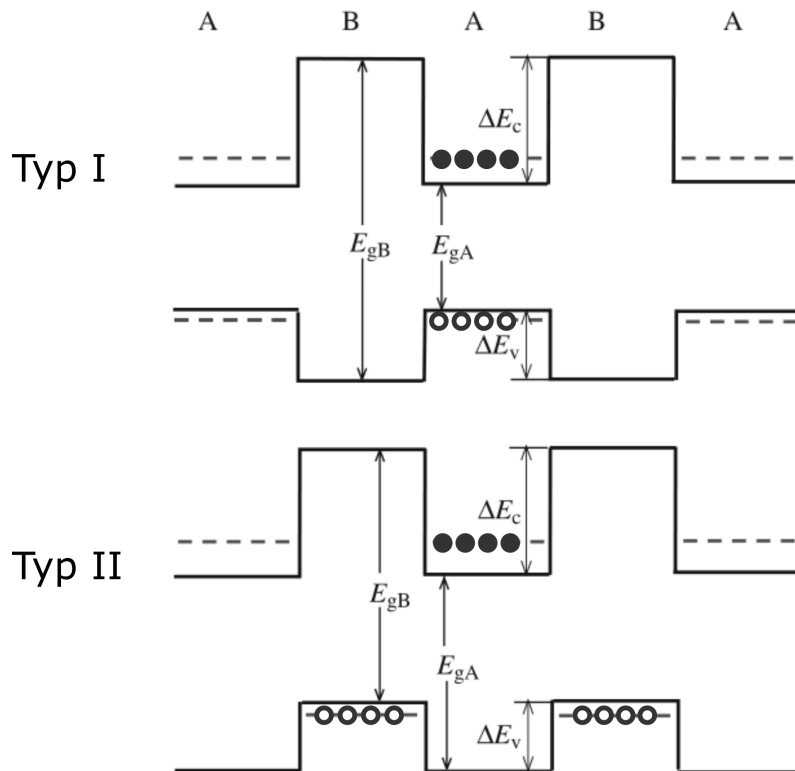 A B A B A
ΔEc
Typ I
EgB EgA
ΔEv
ΔEc
Typ II
EgB
EgA
ΔEv